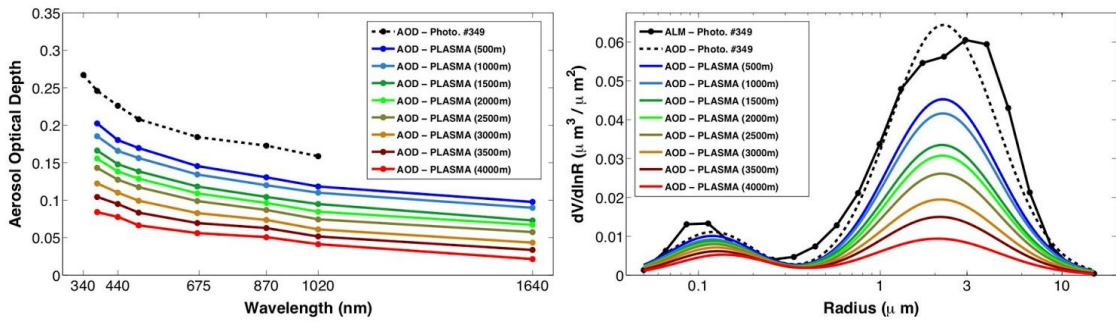 Aerosol Optical Depth
0.35
0.3
0.25
0.2
0.15
0.1
0.05
0
340 440 675 870 1020 1640
Wavelength (nm)
AOD – Photo. #349
AOD – PLASMA (500m)
AOD – PLASMA (1000m)
AOD – PLASMA (1500m)
AOD – PLASMA (2000m)
AOD – PLASMA (2500m)
AOD – PLASMA (3000m)
AOD – PLASMA (3500m)
AOD – PLASMA (4000m)
dV/dlnR (μ m³ / μ m²)
0.06
0.05
0.04
0.03
0.02
0.01
0
0.1 1 3 10
Radius (μ m)
ALM – Photo. #349
AOD – Photo. #349
AOD – PLASMA (500m)
AOD – PLASMA (1000m)
AOD – PLASMA (1500m)
AOD – PLASMA (2000m)
AOD – PLASMA (2500m)
AOD – PLASMA (3000m)
AOD – PLASMA (3500m)
AOD – PLASMA (4000m)